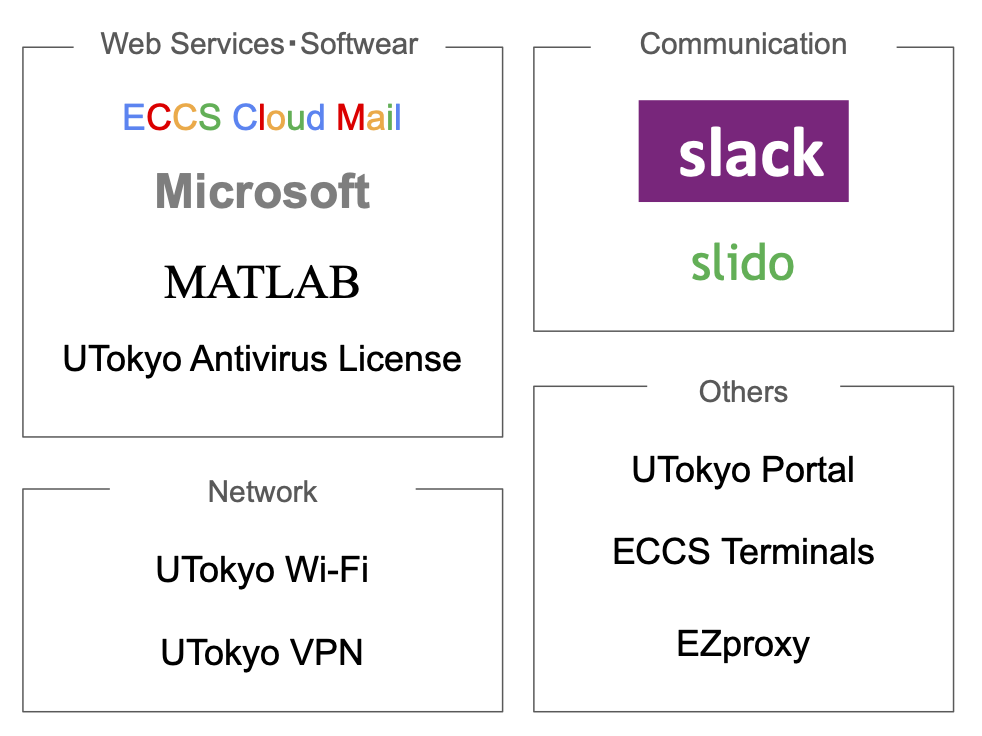 Web Services・Softwear
ECCS Cloud Mail
Microsoft
MATLAB
UTokyo Antivirus License
Communication
slack
slido
Network
UTokyo Wi-Fi
UTokyo VPN
Others
UTokyo Portal
ECCS Terminals
EZproxy